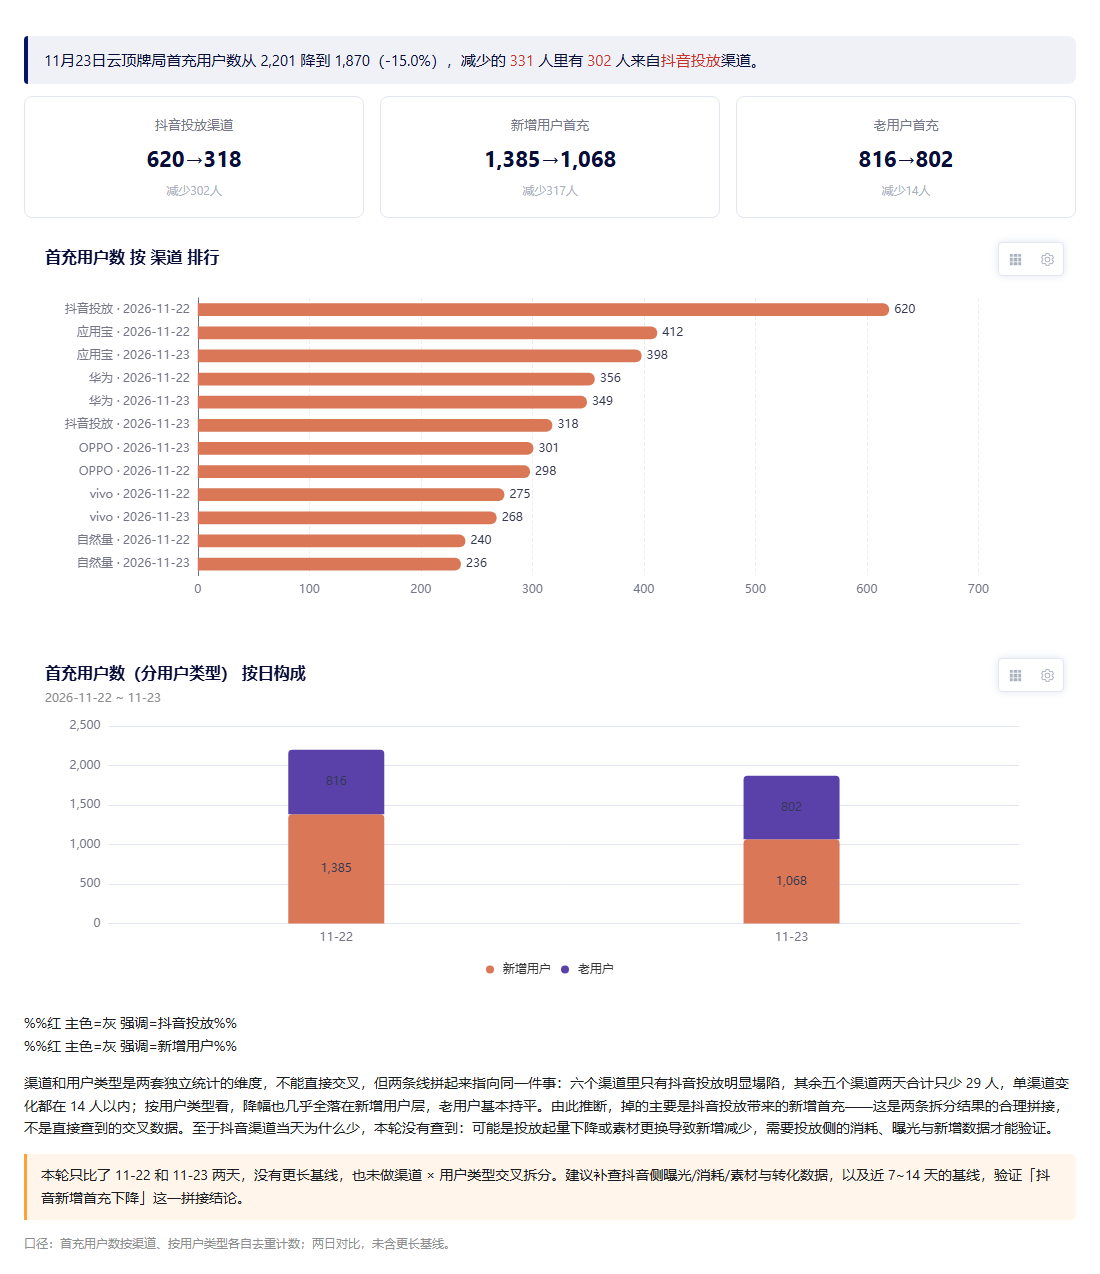 11月23日云顶牌局首充用户数从 2,201 降到 1,870（-15.0%），减少的 331 人里有 302 人来自抖音投放渠道。
抖音投放渠道
620→318
减少302人
新增用户首充
1,385→1,068
减少317人
老用户首充
816→802
减少14人
首充用户数 按 渠道 排行
抖音投放 · 2026-11-22 620
应用宝 · 2026-11-22 412
应用宝 · 2026-11-23 398
华为 · 2026-11-22 356
华为 · 2026-11-23 349
抖音投放 · 2026-11-23 318
OPPO · 2026-11-23 301
OPPO · 2026-11-22 298
vivo · 2026-11-22 275
vivo · 2026-11-23 268
自然量 · 2026-11-22 240
自然量 · 2026-11-23 236
0 100 200 300 400 500 600 700
首充用户数（分用户类型） 按日构成
2026-11-22 ~ 11-23
2,500
2,000
1,500
1,000
500
0
816
1,385
802
1,068
11-22 11-23
新增用户 老用户
%%红 主色=灰 强调=抖音投放%%
%%红 主色=灰 强调=新增用户%%
渠道和用户类型是两套独立统计的维度，不能直接交叉，但两条线拼起来指向同一件事：六个渠道里只有抖音投放明显塌陷，其余五个渠道两天合计只少 29 人，单渠道变
化都在 14 人以内；按用户类型看，降幅也几乎全落在新增用户层，老用户基本持平。由此推断，掉的主要是抖音投放带来的新增首充——这是两条拆分结果的合理拼接，
不是直接查到的交叉数据。至于抖音渠道当天为什么少，本轮没有查到：可能是投放起量下降或素材更换导致新增减少，需要投放侧的消耗、曝光与新增数据才能验证。
本轮只比了 11-22 和 11-23 两天，没有更长基线，也未做渠道 × 用户类型交叉拆分。建议补查抖音侧曝光/消耗/素材与转化数据，以及近 7~14 天的基线，验证「抖
音新增首充下降」这一拼接结论。
口径：首充用户数按渠道、按用户类型各自去重计数；两日对比，未含更长基线。